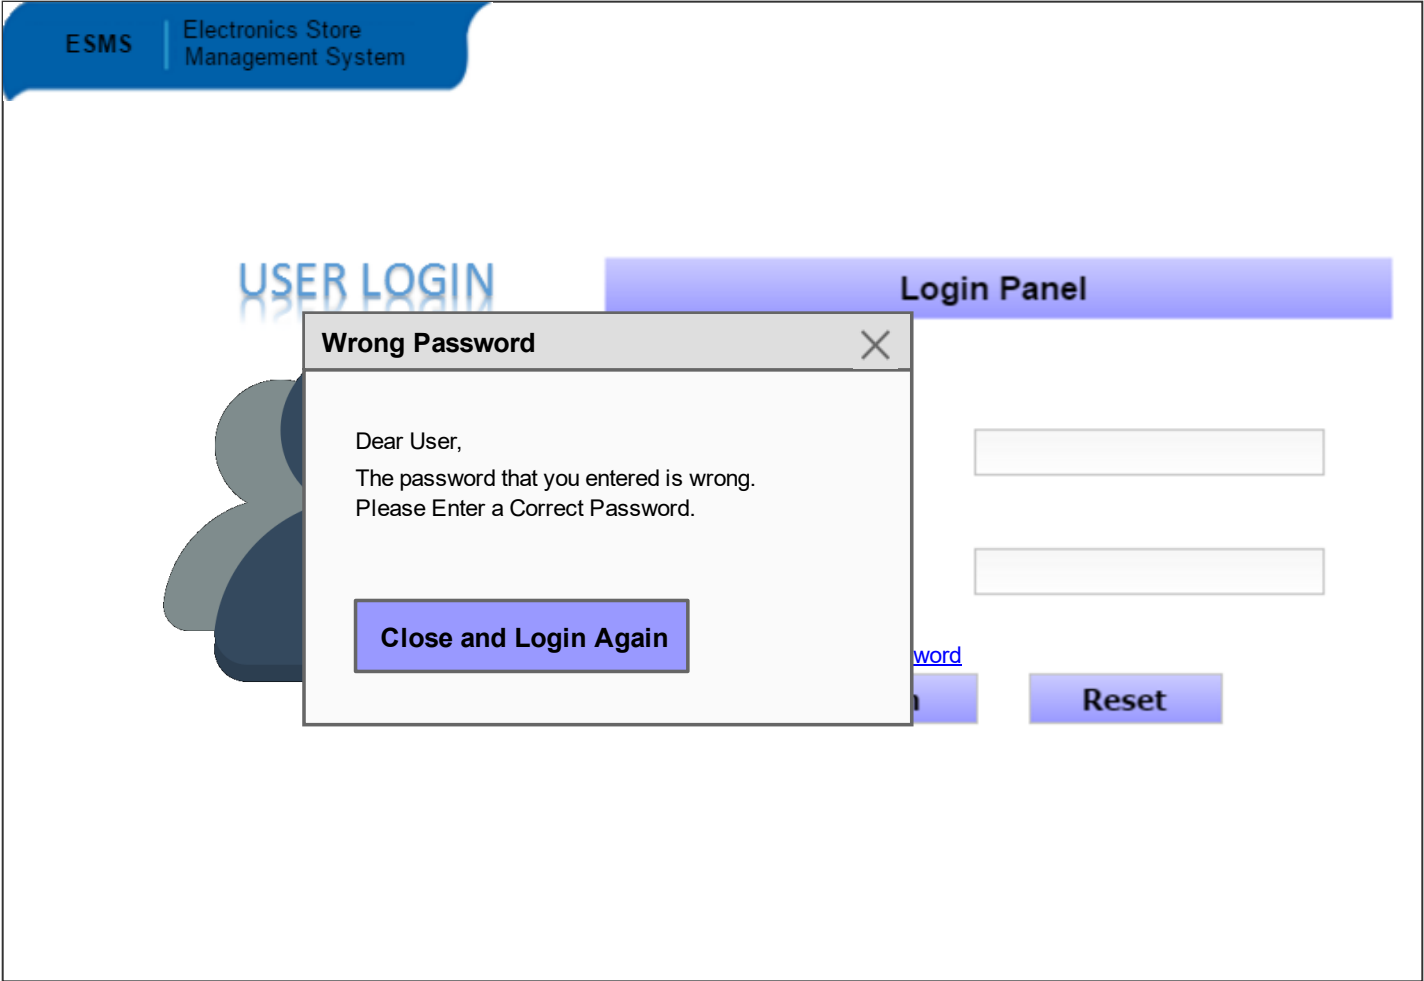 ESMS
Electronics Store
Management System
USER LOGIN
Login Panel
Wrong Password
Dear User,
The password that you entered is wrong.
Please Enter a Correct Password.
Close and Login Again
word
Reset